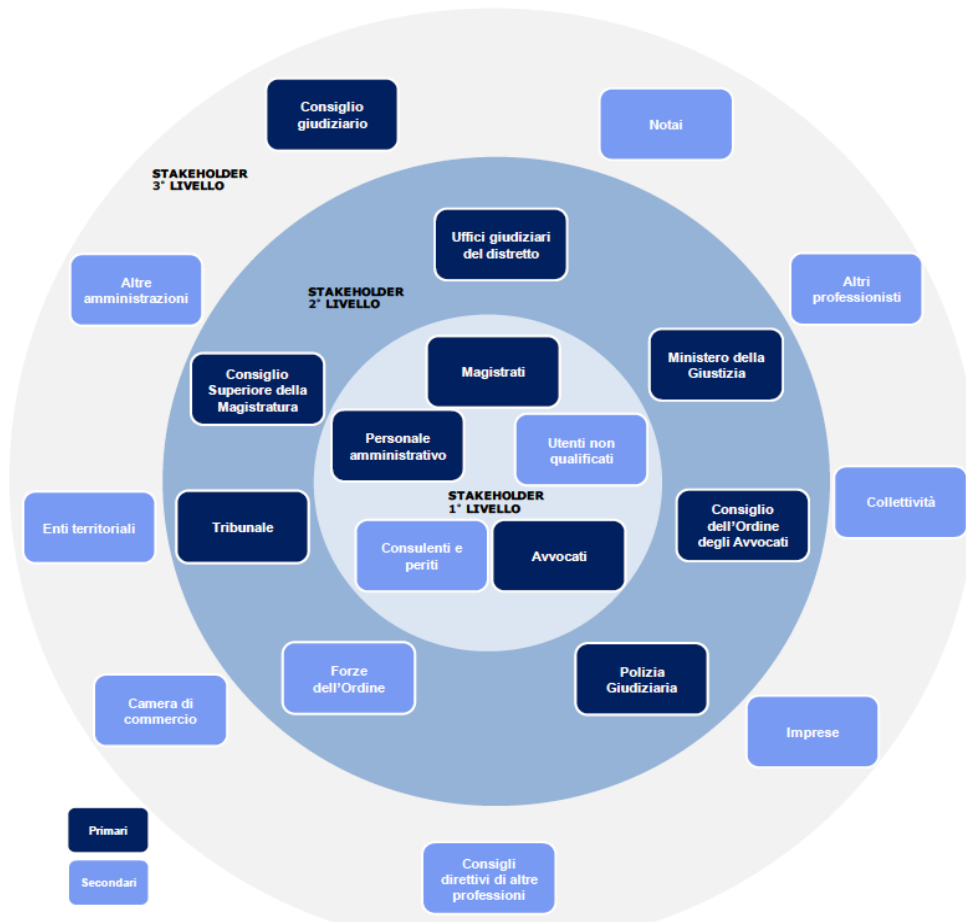 Consiglio
giudiziario
Notai
STAKEHOLDER
3° LIVELLO
Uffici giudiziari
del distretto
Altre
amministrazioni
Altri
professionisti
STAKEHOLDER
2° LIVELLO
Magistrati
Ministero della
Giustizia
Consiglio
Superiore della
Magistratura
Personale
amministrativo
Utenti non
qualificati
STAKEHOLDER
1° LIVELLO
Collettività
Enti territoriali
Tribunale
Consiglio
dell'Ordine
degli Avvocati
Consulenti e
periti
Avvocati
Forze
dell'Ordine
Polizia
Giudiziaria
Camera di
commercio
Imprese
Primari
Secondari
Consigli
direttivi di altre
professioni